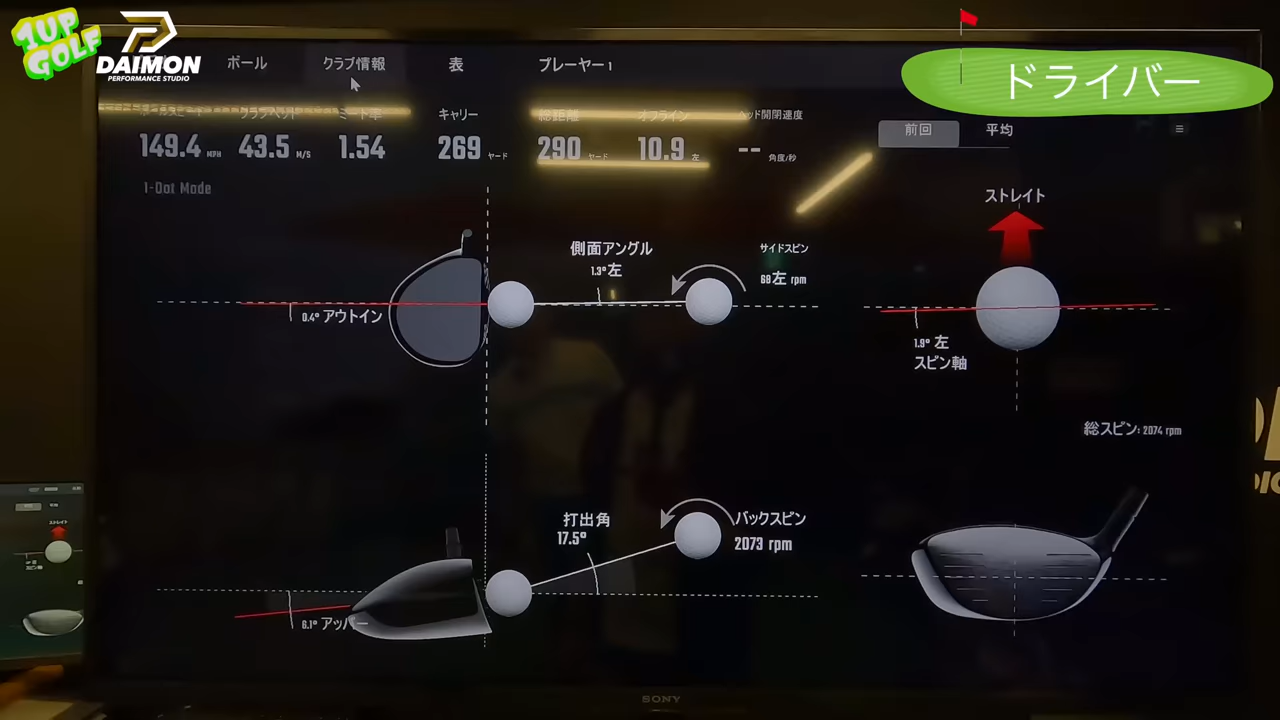 1UP
GOLF
DAIMON
PERFORMANCE STUDIO
ボール
クラブ情報
表
プレーヤー1
ドライバー
ミート率
キャリー
総距離
オフライン
ヘッド開閉速度
前回
平均
149.4 MPH
43.5 M/S
1.54
269 ヤード
290 ヤード
10.9 左
-- 角度/秒
1-Dot Mode
ストレイト
側面アングル
1.3° 左
サイドスピン
68左 rpm
0.4° アウトイン
1.9° 左
スピン軸
総スピン: 2074 rpm
打出角
17.5°
バックスピン
2073 rpm
6.1° アッパー
SONY